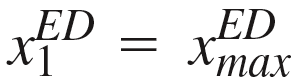 $x_1^{ED} = x_{max}^{ED}$